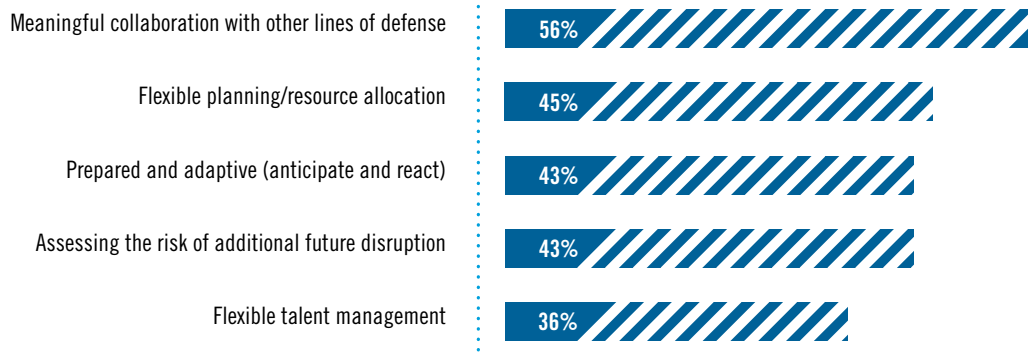 Meaningful collaboration with other lines of defense 56%
Flexible planning/resource allocation 45%
Prepared and adaptive (anticipate and react) 43%
Assessing the risk of additional future disruption 43%
Flexible talent management 36%